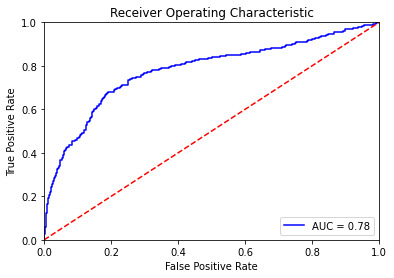 Receiver Operating Characteristic
True Positive Rate
1.0
0.8
0.6
0.4
0.2
0.0
AUC = 0.78
0.0 0.2 0.4 0.6 0.8 1.0
False Positive Rate